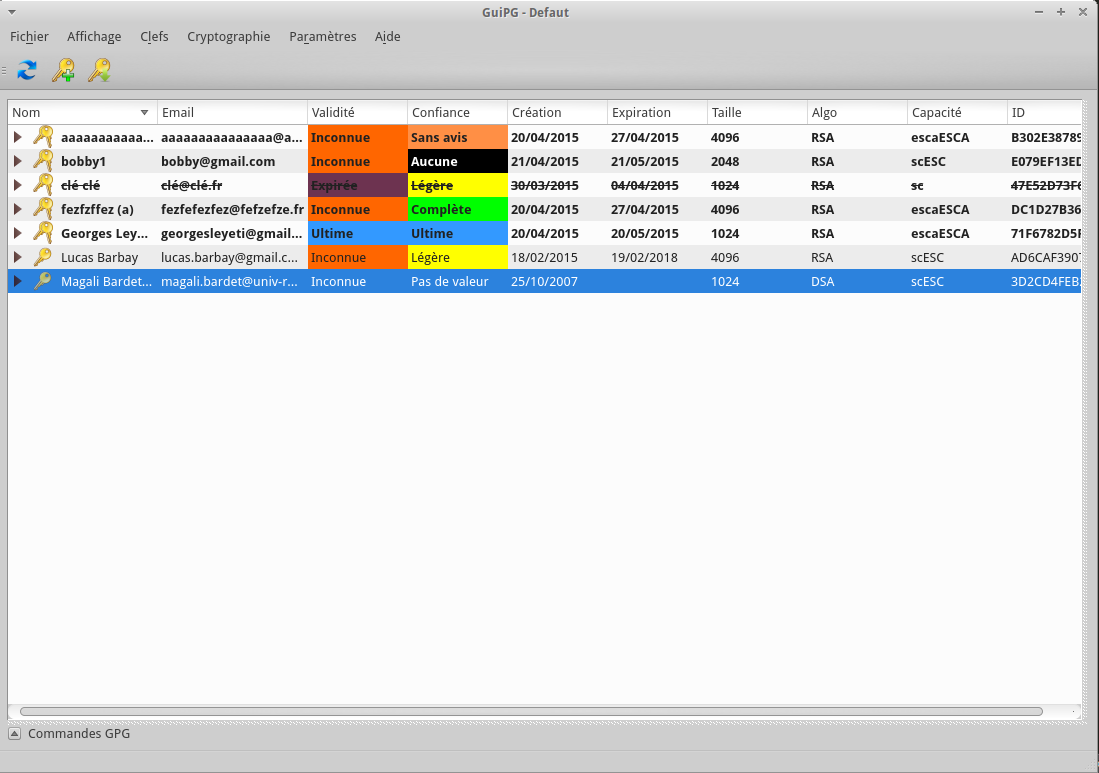 GuiPG - Defaut
Fichier Affichage Clefs Cryptographie Paramètres Aide
Nom Email Validité Confiance Création Expiration Taille Algo Capacité ID
aaaaaaaaaaa... aaaaaaaaaaaaaaa@a... Inconnue Sans avis 20/04/2015 27/04/2015 4096 RSA escaESCA B302E38789
bobby1 bobby@gmail.com Inconnue Aucune 21/04/2015 21/05/2015 2048 RSA scESC E079EF13ED
clé clé clé@clé.fr Expirée Légère 30/03/2015 04/04/2015 1024 RSA sc 47E52D73F6
fezfzffez (a) fezfefezfez@fefzefze.fr Inconnue Complète 20/04/2015 27/04/2015 4096 RSA escaESCA DC1D27B36
Georges Ley... georgesleyeti@gmail... Ultime Ultime 20/04/2015 20/05/2015 1024 RSA escaESCA 71F6782D5F
Lucas Barbay lucas.barbay@gmail.c... Inconnue Légère 18/02/2015 19/02/2018 4096 RSA scESC AD6CAF3907
Magali Bardet... magali.bardet@univ-r... Inconnue Pas de valeur 25/10/2007 1024 DSA scESC 3D2CD4FEB
Commandes GPG